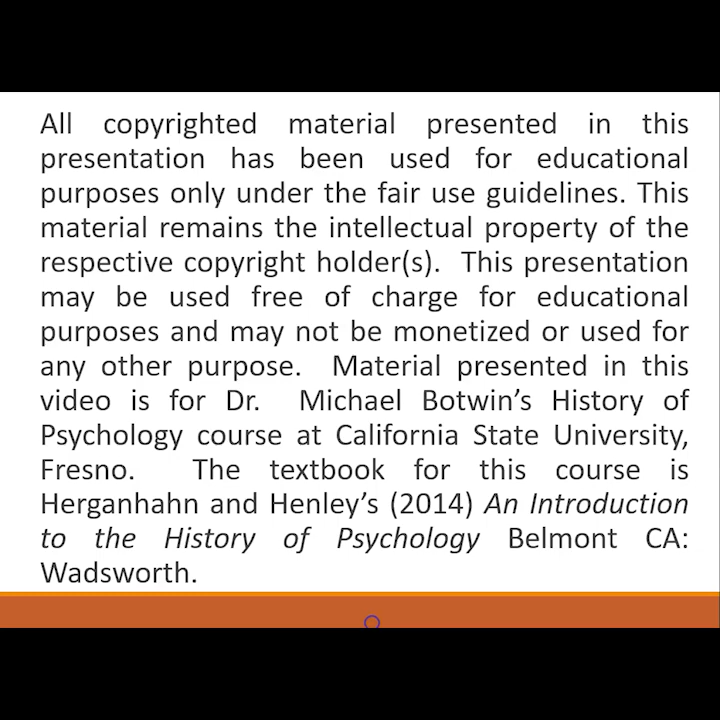 All copyrighted material presented in this
presentation has been used for educational
purposes only under the fair use guidelines. This
material remains the intellectual property of the
respective copyright holder(s).  This presentation
may be used free of charge for educational
purposes and may not be monetized or used for
any other purpose.  Material presented in this
video is for Dr.  Michael Botwin’s History of
Psychology course at California State University,
Fresno.  The textbook for this course is
Herganhahn and Henley’s (2014) An Introduction
to the History of Psychology Belmont CA:
Wadsworth.